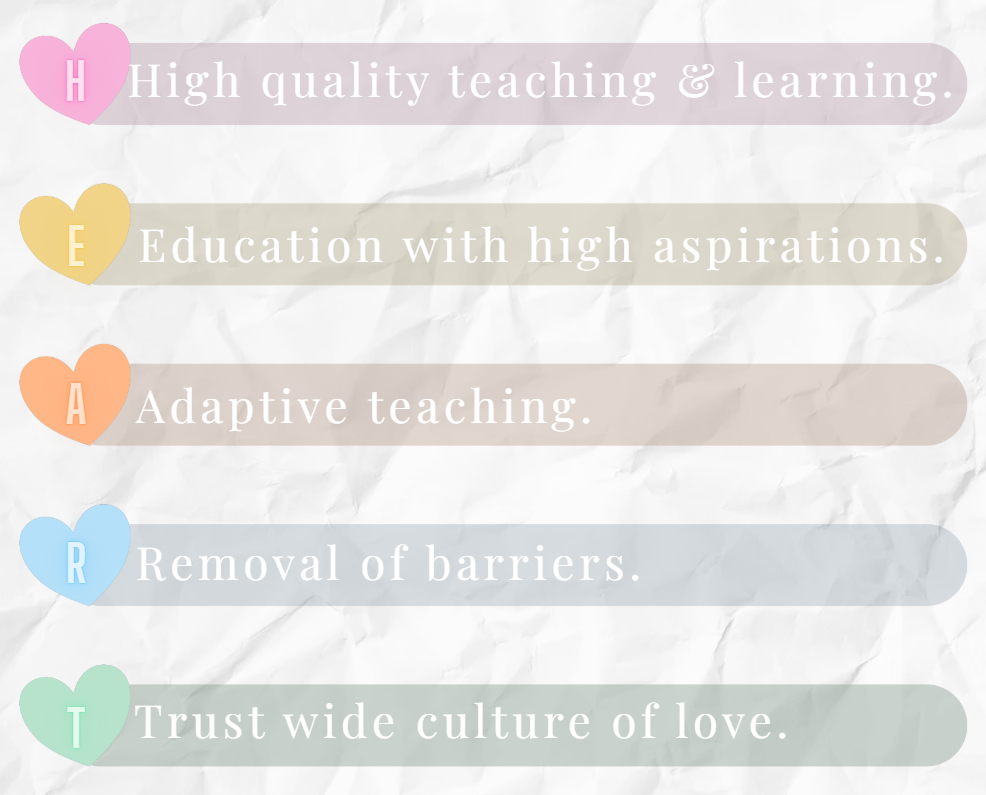 H High quality teaching & learning.
E Education with high aspirations.
A Adaptive teaching.
R Removal of barriers.
T Trust wide culture of love.